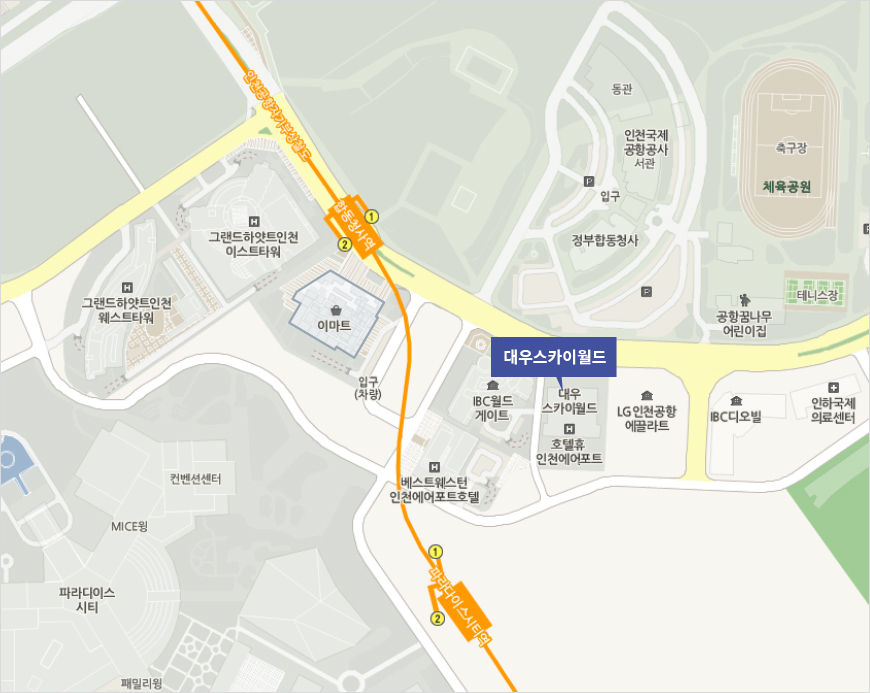 동관
인천국제
공항공사
서관
축구장
체육공원
인천공항자기부상철도
P
입구
1
합동청사역
2
H
그랜드하얏트인천
이스트타워
정부합동청사
P
P
테니스장
H
그랜드하얏트인천
웨스트타워
이마트
공항꿈나무
어린이집
대우스카이월드
입구
(차량)
IBC월드
게이트
대우
스카이월드
LG인천공항
에끌라트
IBC디오빌
인하국제
의료센터
H
호텔휴
인천에어포트
H
베스트웨스턴
인천에어포트호텔
컨벤션센터
MICE윙
1
파라다이스시티역
2
파라다이스
시티
패밀리윙